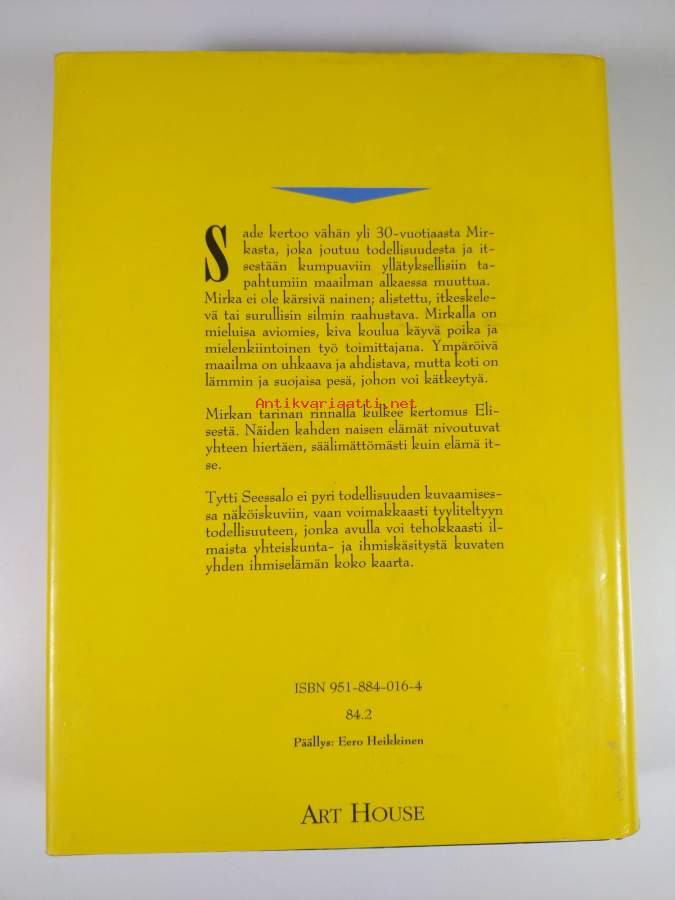 Sade kertoo vähän yli 30-vuotiaasta Mir-
kasta, joka joutuu todellisuudesta ja it-
sestään kumpuaviin yllätyksellisiin ta-
pahtumiin maailman alkaessa muuttua.
Mirka ei ole kärsivä nainen; alistettu, itkeskele-
vä tai surullisin silmin raahustava. Mirkalla on
mieluisa aviomies, kiva koulua käyvä poika ja
mielenkiintoinen työ toimittajana. Ympäröivä
maailma on uhkaava ja ahdistava, mutta koti on
lämmin ja suojaisa pesä, johon voi kätkeytyä.
Antikvariaatti.net
Mirkan tarinan rinnalla kulkee kertomus Eli-
sestä. Näiden kahden naisen elämät nivoutuvat
yhteen hiertäen, säälimättömästi kuin elämä it-
se.
Tytti Seessalo ei pyri todellisuuden kuvaamises-
sa näköiskuviin, vaan voimakkaasti tyyliteltyyn
todellisuuteen, jonka avulla voi tehokkaasti il-
maista yhteiskunta- ja ihmiskäsitystä kuvaten
yhden ihmiselämän koko kaarta.
ISBN 951-884-016-4
84.2
Päällys: Eero Heikkinen
ART HOUSE